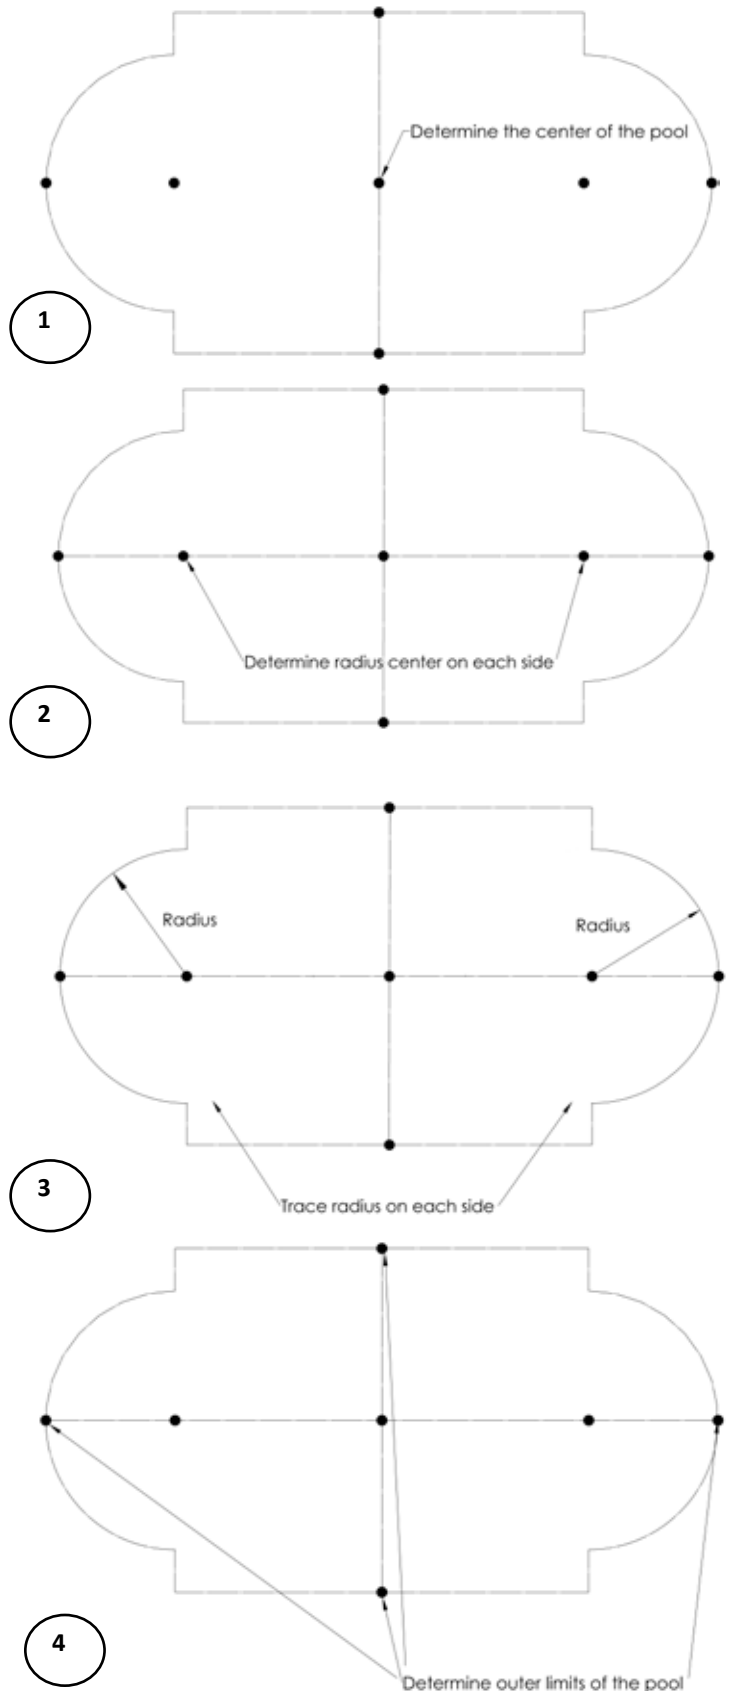 Determine the center of the pool
1
Determine radius center on each side
2
Radius
Radius
3
Trace radius on each side
4
Determine outer limits of the pool